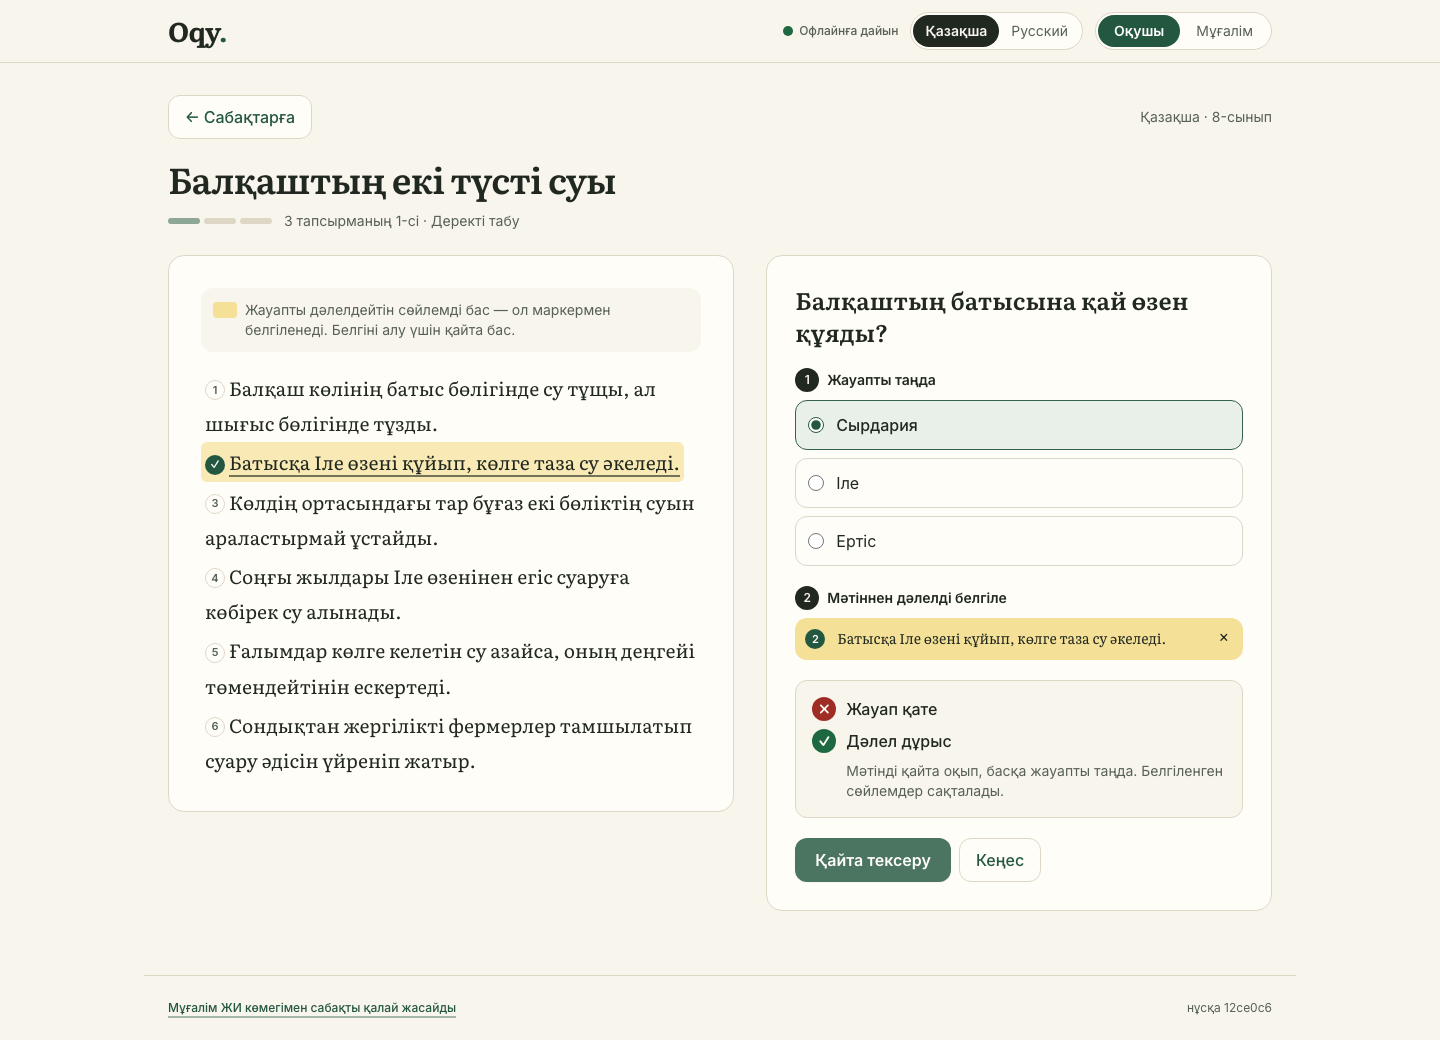 Oqy.
Офлайнға дайын
Қазақша
Русский
Оқушы
Мұғалім
← Сабақтарға
Қазақша · 8-сынып
Балқаштың екі түсті суы
3 тапсырманың 1-сі · Деректі табу
Жауапты дәлелдейтін сөйлемді бас — ол маркермен
белгіленеді. Белгіні алу үшін қайта бас.
1 Балқаш көлінің батыс бөлігінде су тұщы, ал
шығыс бөлігінде тұзды.
✓ Батысқа Іле өзені құйып, көлге таза су әкеледі.
3 Көлдің ортасындағы тар бұғаз екі бөліктің суын
араластырмай ұстайды.
4 Соңғы жылдары Іле өзенінен егіс суаруға
көбірек су алынады.
5 Ғалымдар көлге келетін су азайса, оның деңгейі
төмендейтінін ескертеді.
6 Сондықтан жергілікті фермерлер тамшылатып
суару әдісін үйреніп жатыр.
Балқаштың батысына қай өзен
құяды?
1 Жауапты таңда
Сырдария
Іле
Ертіс
2 Мәтіннен дәлелді белгіле
2 Батысқа Іле өзені құйып, көлге таза су әкеледі. ×
Жауап қате
Дәлел дұрыс
Мәтінді қайта оқып, басқа жауапты таңда. Белгіленген
сөйлемдер сақталады.
Қайта тексеру
Кеңес
Мұғалім ЖИ көмегімен сабақты қалай жасайды
нұсқа 12ce0c6